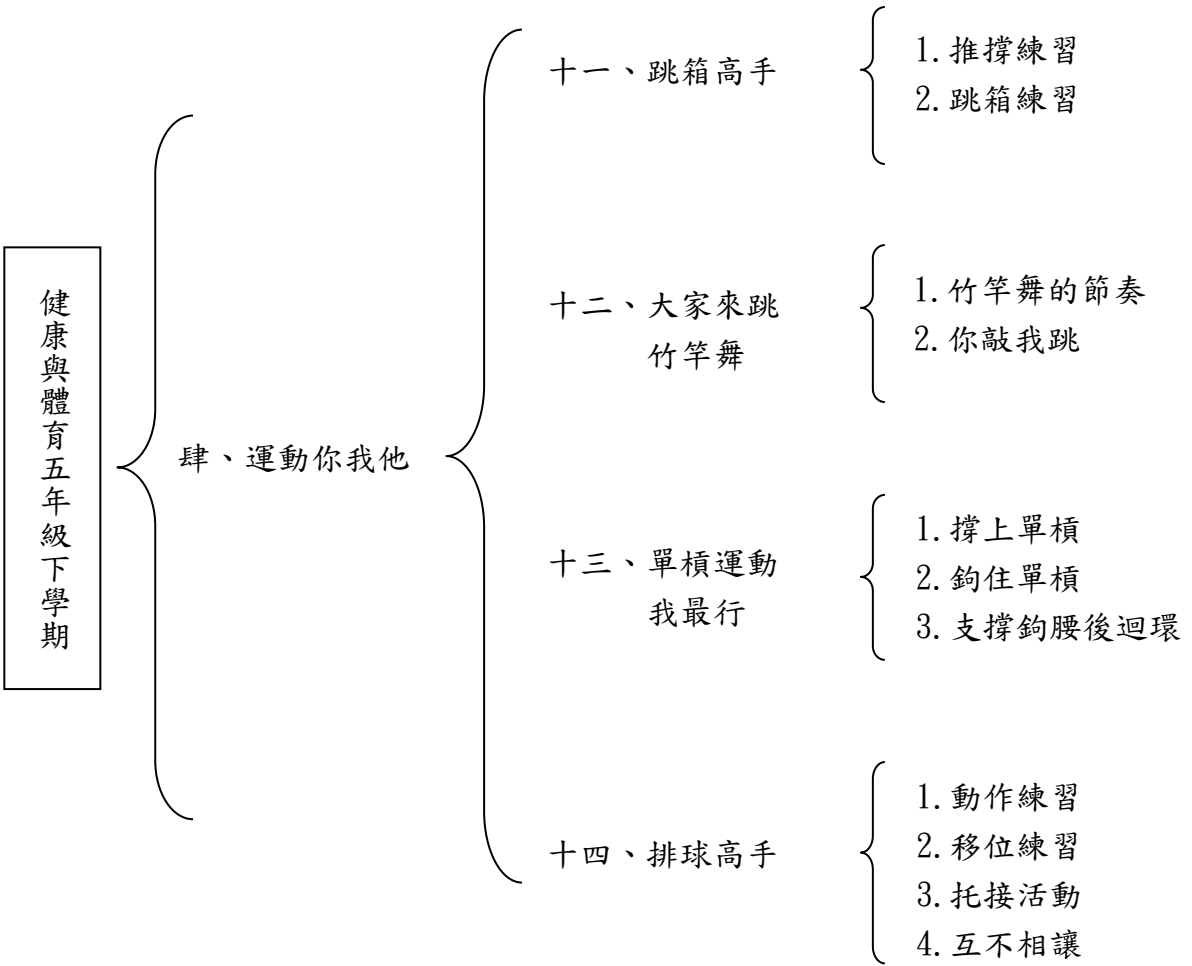 健康與體育五年級下學期
肆、運動你我他
十一、跳箱高手
1.推撐練習
2.跳箱練習
十二、大家來跳
竹竿舞
1.竹竿舞的節奏
2.你敲我跳
十三、單槓運動
我最行
1.撐上單槓
2.鉤住單槓
3.支撐鉤腰後迴環
十四、排球高手
1.動作練習
2.移位練習
3.托接活動
4.互不相讓